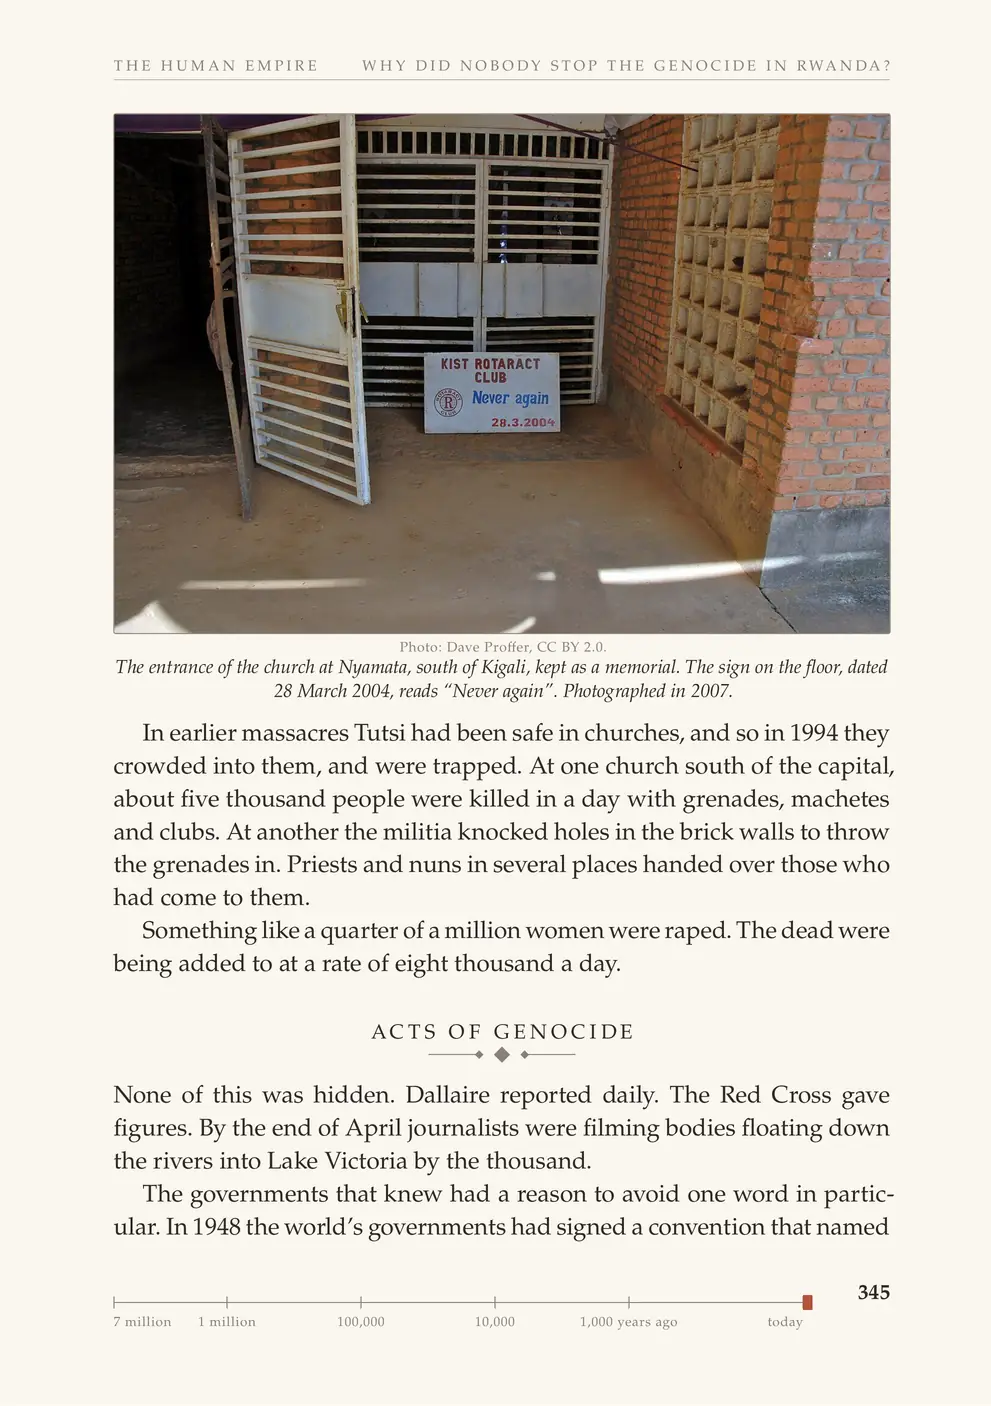 THE HUMAN EMPIRE
WHY DID NOBODY STOP THE GENOCIDE IN RWANDA?
KIST ROTARACT
CLUB
R
Never again
28.3.2004
Photo: Dave Proffer, CC BY 2.0.
The entrance of the church at Nyamata, south of Kigali, kept as a memorial. The sign on the floor, dated
28 March 2004, reads “Never again”. Photographed in 2007.
In earlier massacres Tutsi had been safe in churches, and so in 1994 they
crowded into them, and were trapped. At one church south of the capital,
about five thousand people were killed in a day with grenades, machetes
and clubs. At another the militia knocked holes in the brick walls to throw
the grenades in. Priests and nuns in several places handed over those who
had come to them.
Something like a quarter of a million women were raped. The dead were
being added to at a rate of eight thousand a day.
ACTS OF GENOCIDE
None of this was hidden. Dallaire reported daily. The Red Cross gave
figures. By the end of April journalists were filming bodies floating down
the rivers into Lake Victoria by the thousand.
The governments that knew had a reason to avoid one word in partic-
ular. In 1948 the world’s governments had signed a convention that named
345
7 million
1 million
100,000
10,000
1,000 years ago
today